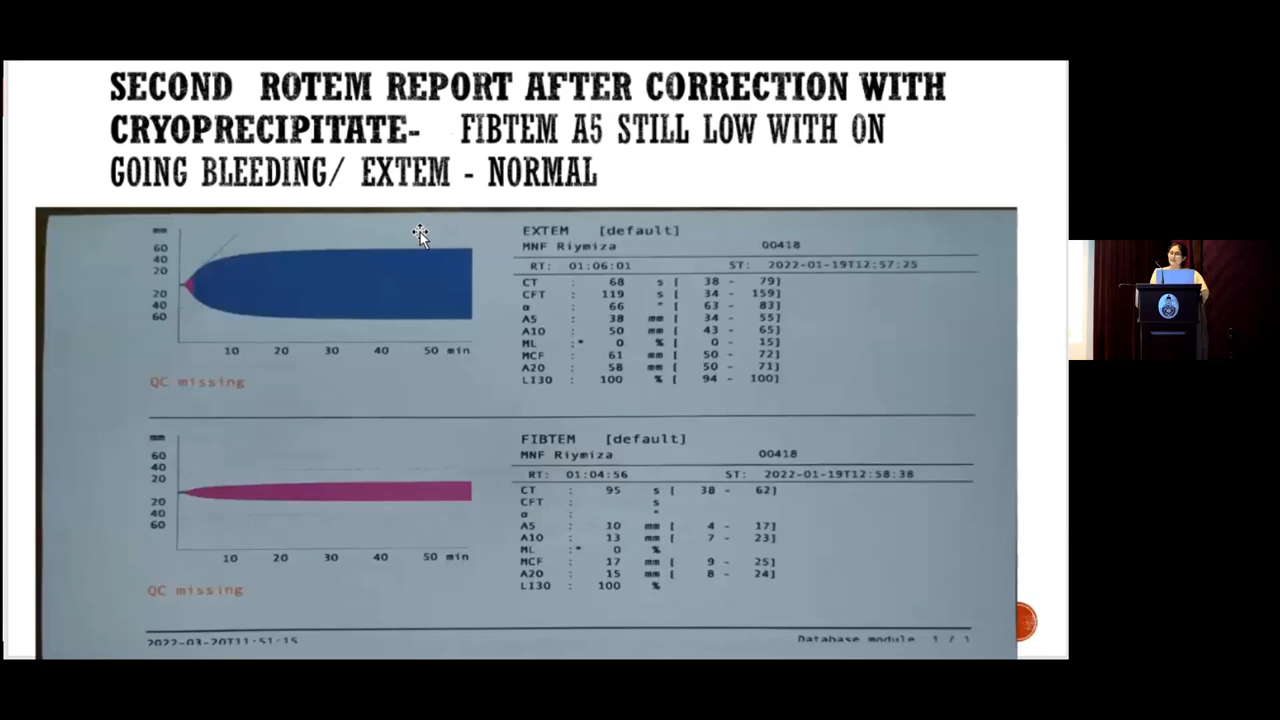 SECOND ROTEM REPORT AFTER CORRECTION WITH
CRYOPRECIPITATE- FIBTEM A5 STILL LOW WITH ON
GOING BLEEDING/ EXTEM - NORMAL
mm
60
40
20
20
40
60
10 20 30 40 50 min
QC missing
EXTEM [default]
MNF Riymiza 00418
RT: 01:06:01 ST: 2022-01-19T12:57:25
CT : 68 s [ 38 - 79]
CFT : 119 s [ 34 - 159]
α : 66 ° [ 63 - 83]
A5 : 38 mm [ 34 - 55]
A10 : 50 mm [ 43 - 65]
ML :* 0 % [ 0 - 15]
MCF : 61 mm [ 50 - 72]
A20 : 58 mm [ 50 - 71]
LI30 : 100 % [ 94 - 100]
mm
60
40
20
20
40
60
10 20 30 40 50 min
QC missing
FIBTEM [default]
MNF Riymiza 00418
RT: 01:04:56 ST: 2022-01-19T12:58:38
CT : 95 s [ 38 - 62]
CFT : s
α : °
A5 : 10 mm [ 4 - 17]
A10 : 13 mm [ 7 - 23]
ML :* 0 %
MCF : 17 mm [ 9 - 25]
A20 : 15 mm [ 8 - 24]
LI30 : 100 %
2022-03-20T11:51:15 Database module 1 / 1